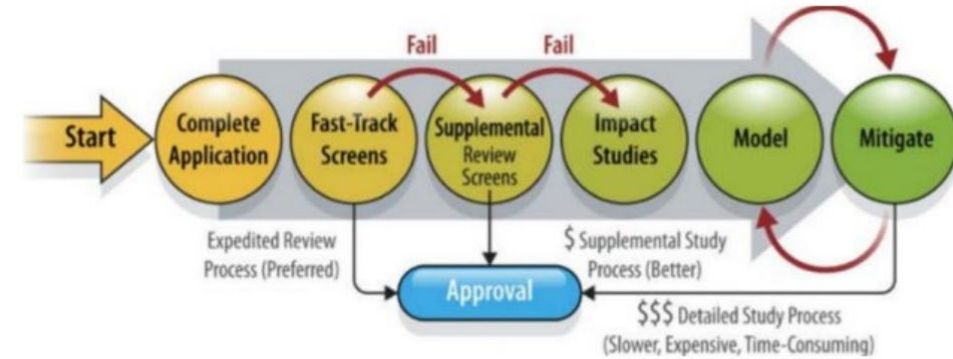 Fail
Fail
Start
Complete
Application
Fast-Track
Screens
Supplemental
Review
Screens
Impact
Studies
Model
Mitigate
Expedited Review
Process (Preferred)
$ Supplemental Study
Process (Better)
Approval
$$$ Detailed Study Process
(Slower, Expensive, Time-Consuming)